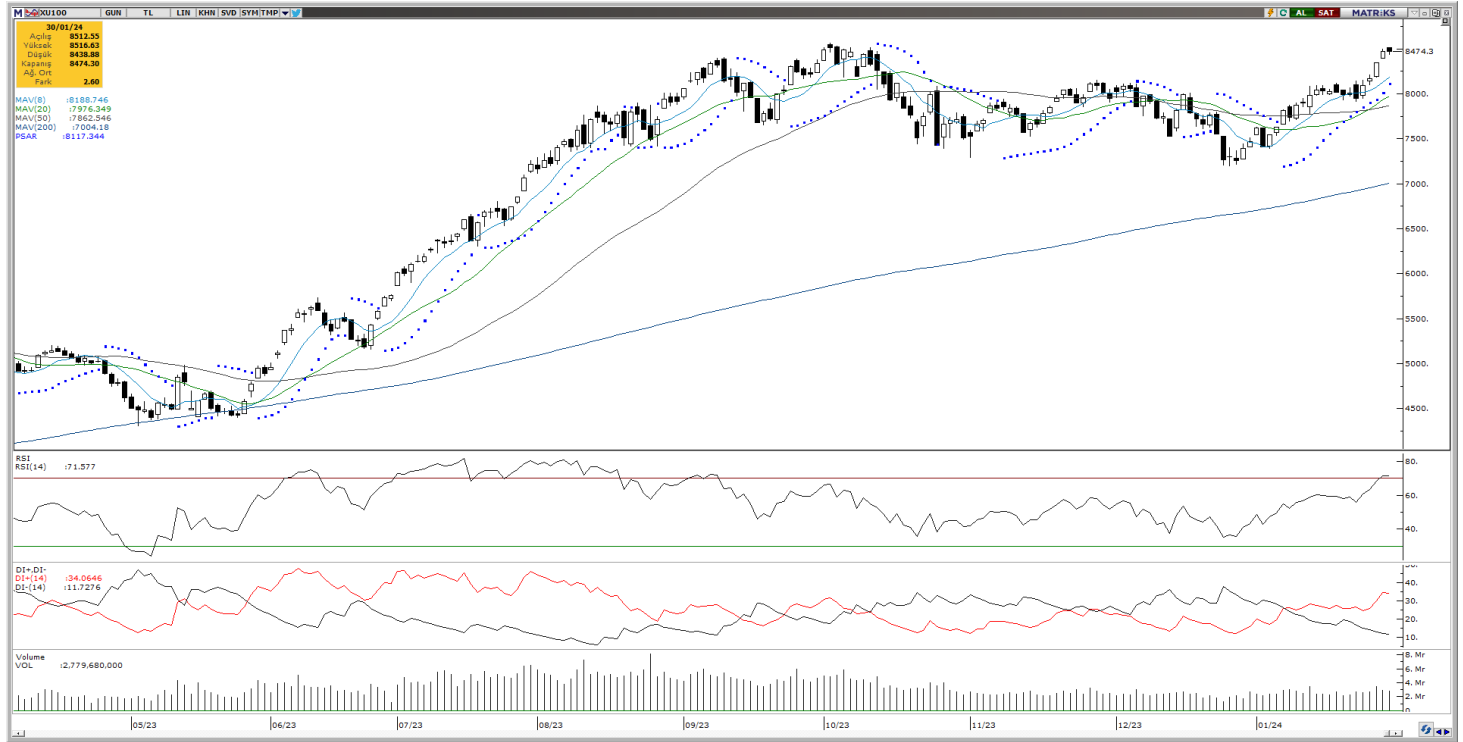 M XU100 GUN TL LIN KHN SVD SYM TMP AL SAT MATRİKS
30/01/24
Açılış 8512.55
Yüksek 8516.63
Düşük 8438.88
Kapanış 8474.30
Ağ. Ort
Fark 2.60
MAV(8) :8188.746
MAV(20) :7976.349
MAV(50) :7862.546
MAV(200) :7004.18
PSAR :8117.344
8474.3
8000.
7500.
7000.
6500.
6000.
5500.
5000.
4500.
RSI
RSI(14) :71.577
80.
60.
40.
DI+,DI-
DI+(14) :34.0646
DI-(14) :11.7276
40.
30.
20.
10.
Volume
VOL :2,779,680,000
8. Mr
6. Mr
4. Mr
2. Mr
0.
05/23 06/23 07/23 08/23 09/23 10/23 11/23 12/23 01/24